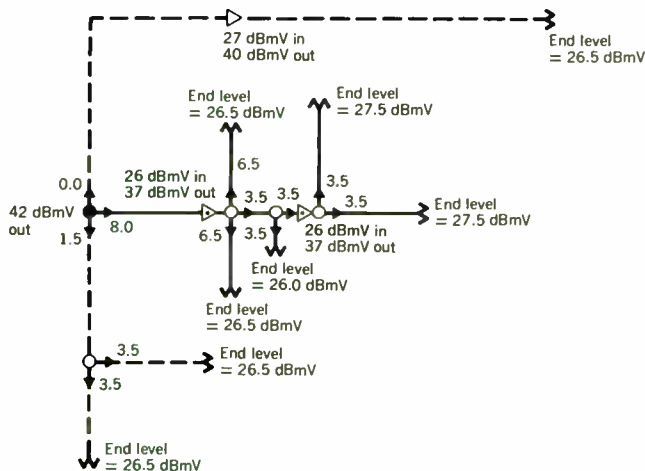 27 dBmV in
40 dBmV out
End level
= 26.5 dBmV
End level
= 26.5 dBmV
End level
= 27.5 dBmV
6.5
26 dBmV in
37 dBmV out
0.0
3.5
3.5
3.5
3.5
42 dBmV
out
8.0
1.5
6.5
3.5
26 dBmV in
37 dBmV out
End level
= 27.5 dBmV
End level
= 26.0 dBmV
End level
= 26.5 dBmV
3.5
End level
= 26.5 dBmV
3.5
End level
= 26.5 dBmV